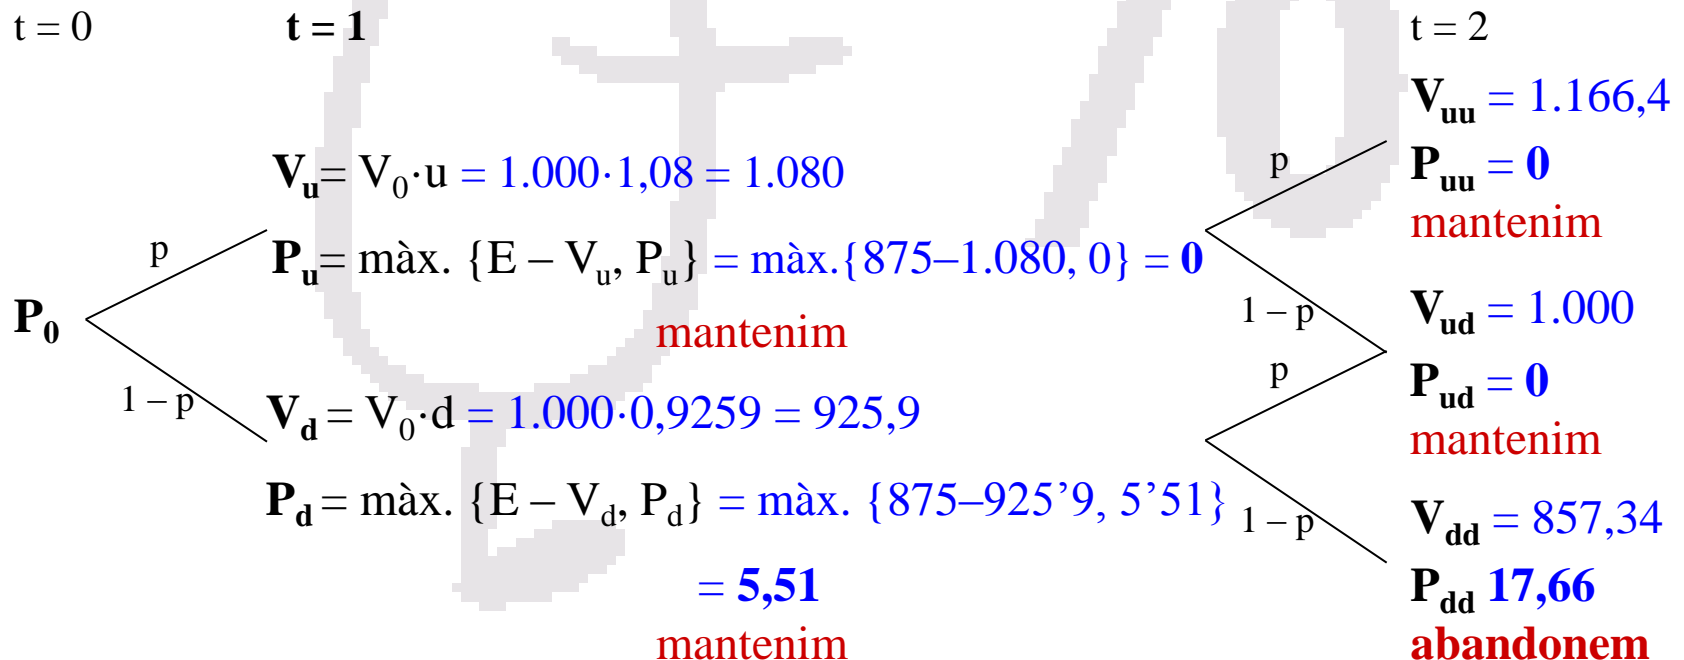 t = 0
t = 1
t = 2
V_uu = 1.166,4
p
P_uu = 0
mantenim
V_u= V_0·u = 1.000·1,08 = 1.080
p
P_u= màx. {E – V_u, P_u} = màx.{875–1.080, 0} = 0
mantenim
1 – p
V_ud = 1.000
P_0
p
P_ud = 0
mantenim
1 – p
V_d = V_0·d = 1.000·0,9259 = 925,9
P_d = màx. {E – V_d, P_d} = màx. {875–925’9, 5’51}
1 – p
V_dd = 857,34
= 5,51
mantenim
P_dd 17,66
abandonem